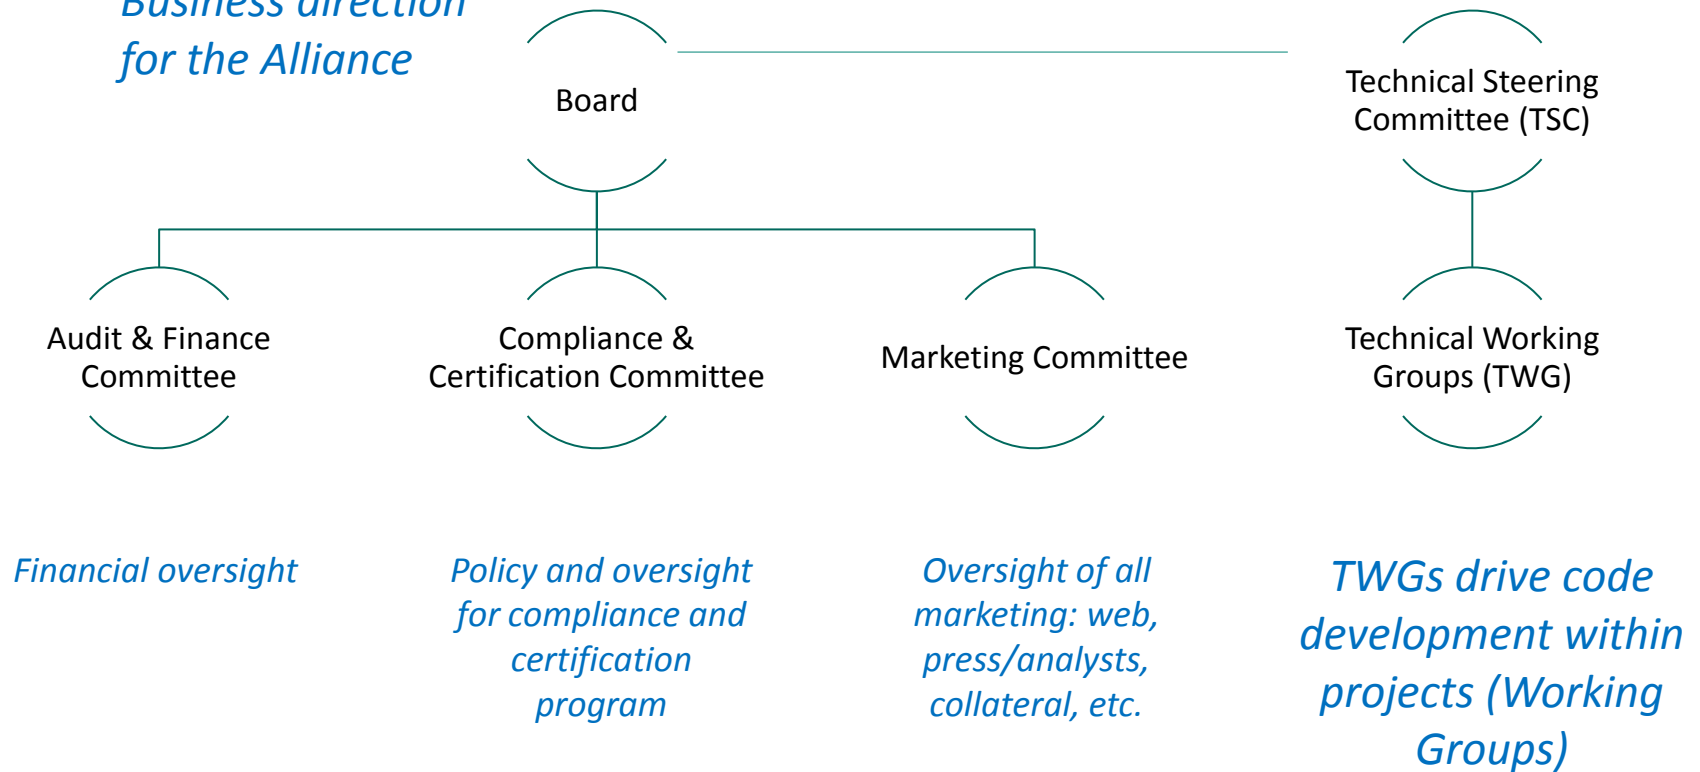 Business direction
for the Alliance
Board
Technical Steering
Committee (TSC)
Audit & Finance
Committee
Compliance &
Certification Committee
Marketing Committee
Technical Working
Groups (TWG)
Financial oversight
Policy and oversight
for compliance and
certification
program
Oversight of all
marketing: web,
press/analysts,
collateral, etc.
TWGs drive code
development within
projects (Working
Groups)